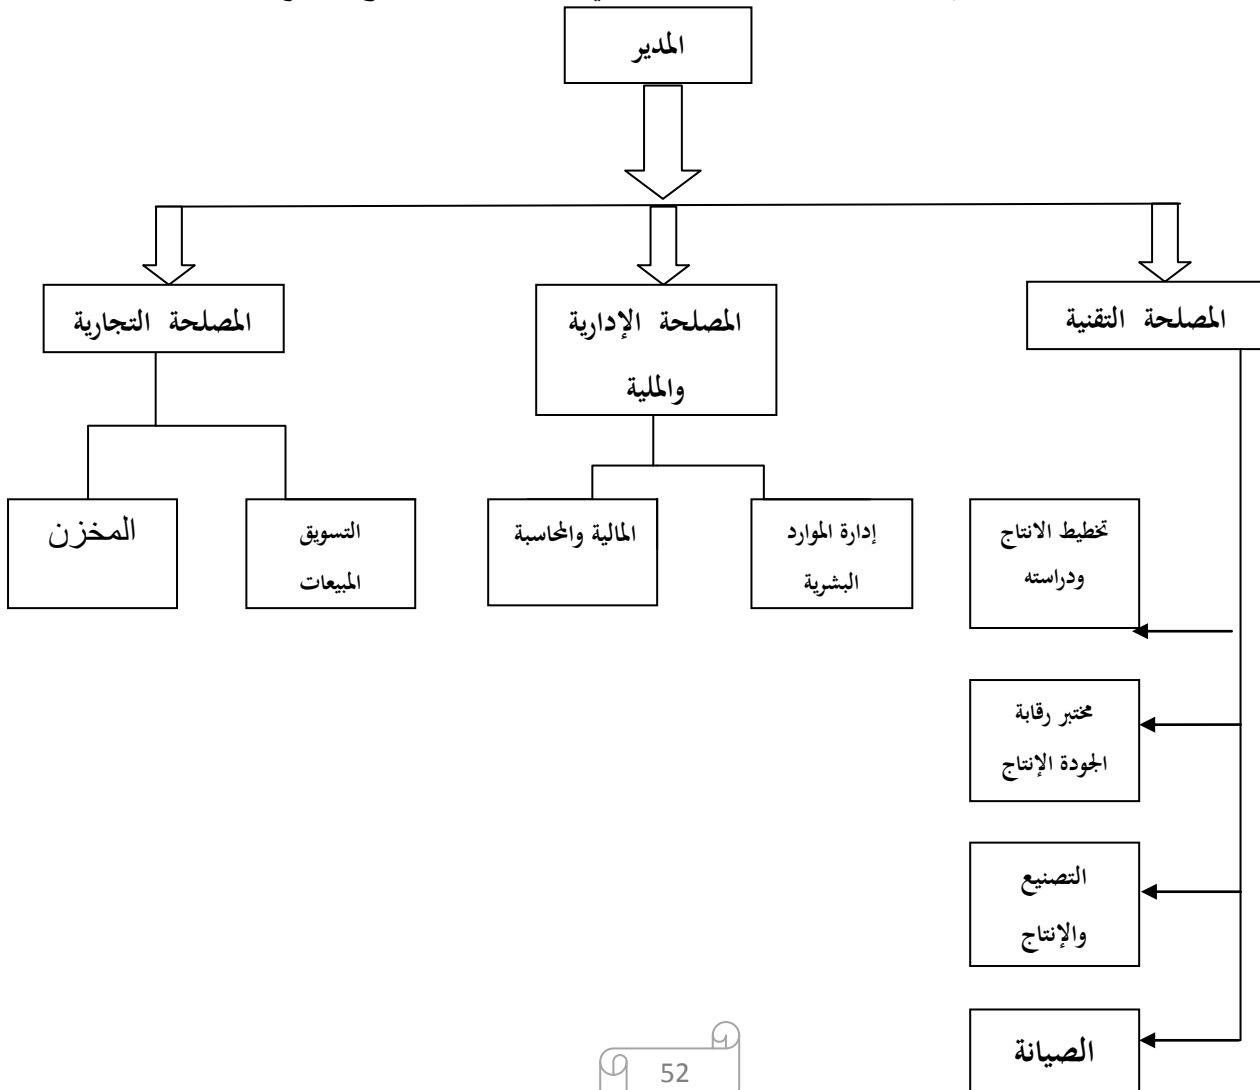 المدير
المصلحة التقنية
المصلحة الإدارية
والملية
المصلحة التجارية
تخطيط الانتاج
ودراسته
مختبر رقابة
الجودة الإنتاج
التصنيع
والإنتاج
الصيانة
إدارة الموارد
البشرية
المالية والمحاسبة
التسويق
المبيعات
المخزن
52